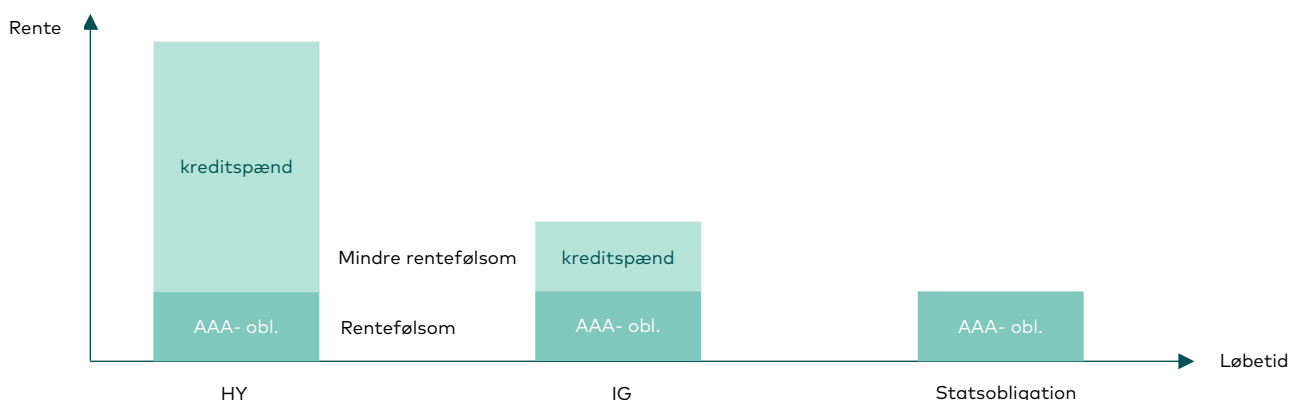 Rente
kreditspænd
Mindre rentefølsom
kreditspænd
AAA- obl.
Rentefølsom
AAA- obl.
AAA- obl.
Løbetid
HY
IG
Statsobligation